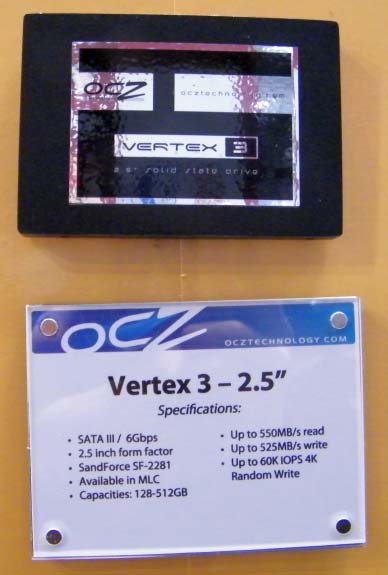 OCZ
ocztechnology.com
VERTEX 3
2.5" Solid State Drive
OCZ
OCZTECHNOLOGY.COM
Vertex 3 – 2.5”
Specifications:
• SATA III / 6Gbps
• 2.5 inch form factor
• SandForce SF-2281
• Available in MLC
• Capacities: 128-512GB
• Up to 550MB/s read
• Up to 525MB/s write
• Up to 60K IOPS 4K
Random Write